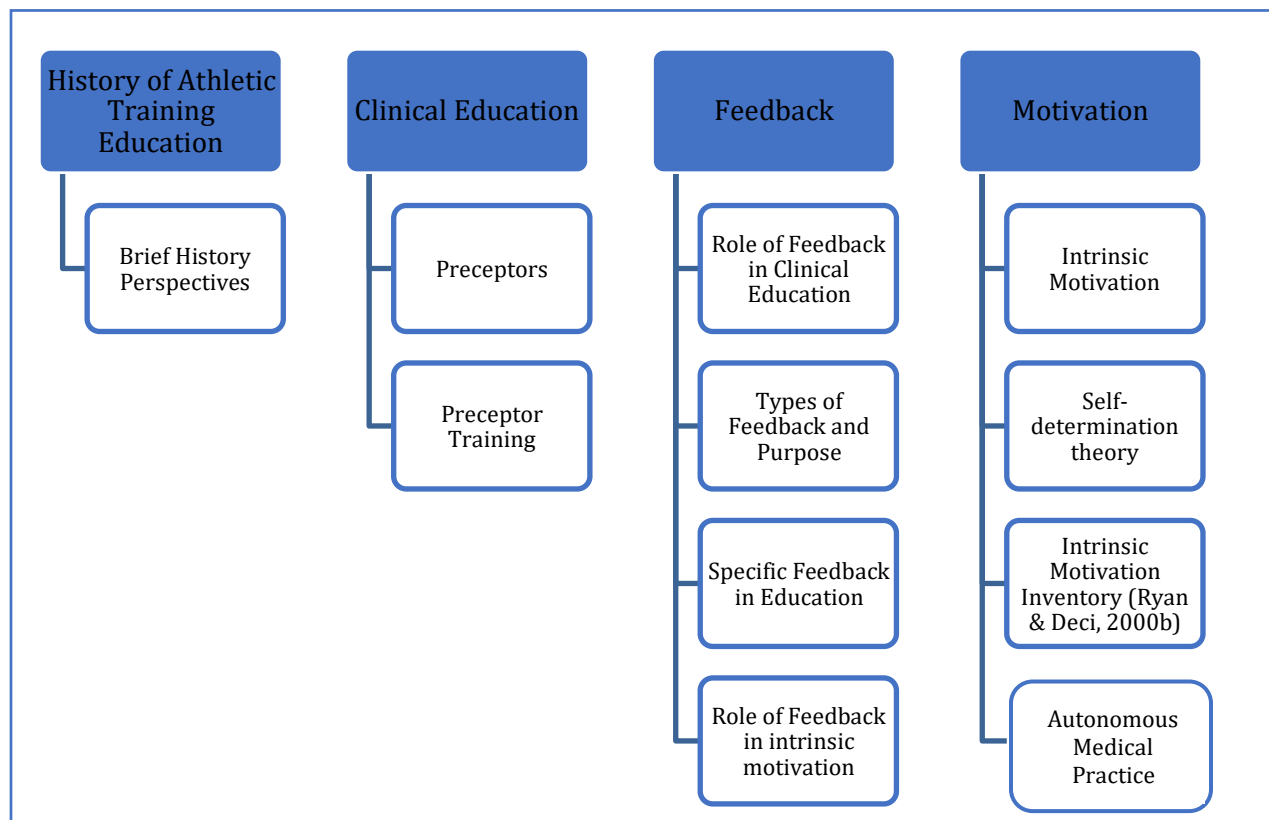 History of Athletic
Training
Education
Brief History
Perspectives
Clinical Education
Preceptors
Preceptor
Training
Feedback
Role of Feedback
in Clinical
Education
Types of
Feedback and
Purpose
Specific Feedback
in Education
Role of Feedback
in intrinsic
motivation
Motivation
Intrinsic
Motivation
Self-
determination
theory
Intrinsic
Motivation
Inventory (Ryan
& Deci, 2000b)
Autonomous
Medical
Practice